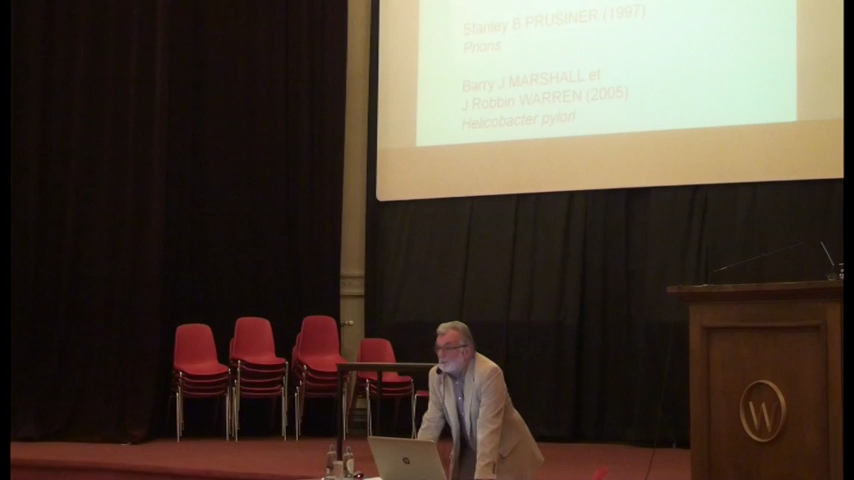 Stanley B PRUSINER (1997)
Prions
Barry J MARSHALL et
J Robbin WARREN (2005)
Helicobacter pylori
W